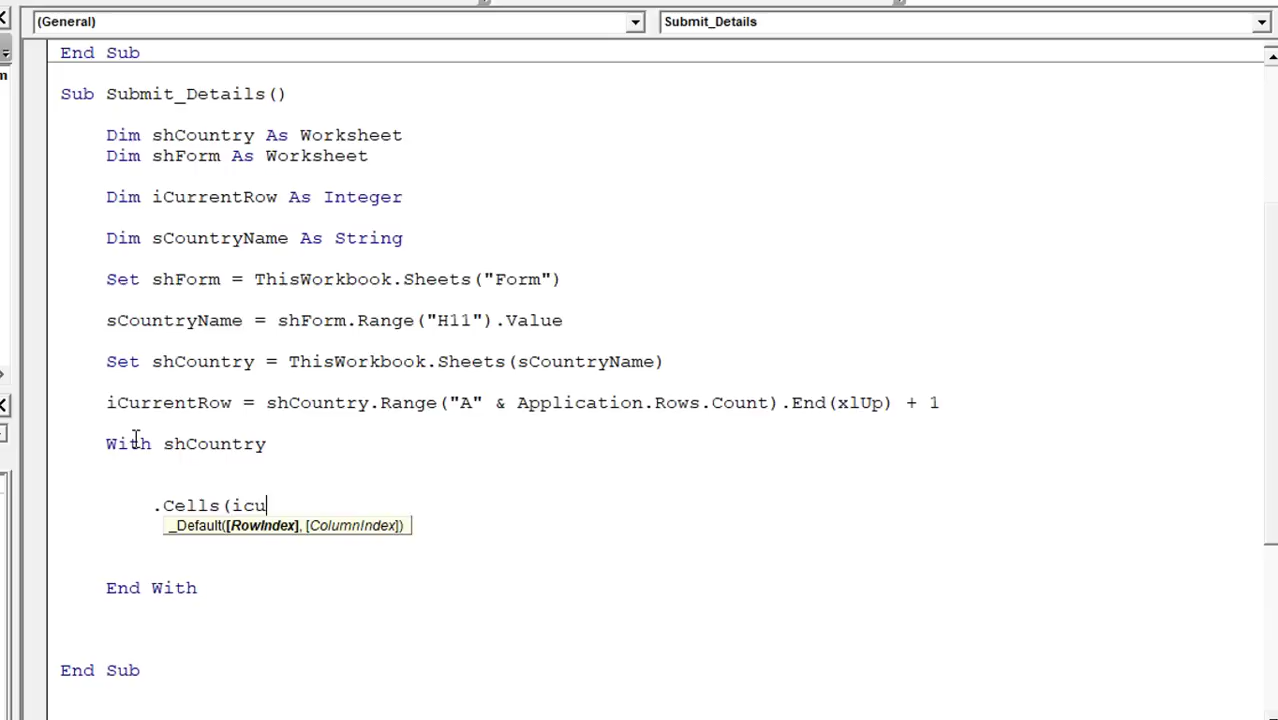 (General) Submit_Details
End Sub
Sub Submit_Details()
Dim shCountry As Worksheet
Dim shForm As Worksheet
Dim iCurrentRow As Integer
Dim sCountryName As String
Set shForm = ThisWorkbook.Sheets("Form")
sCountryName = shForm.Range("H11").Value
Set shCountry = ThisWorkbook.Sheets(sCountryName)
iCurrentRow = shCountry.Range("A" & Application.Rows.Count).End(xlUp) + 1
With shCountry
.Cells(icu
_Default([RowIndex], [ColumnIndex])
End With
End Sub